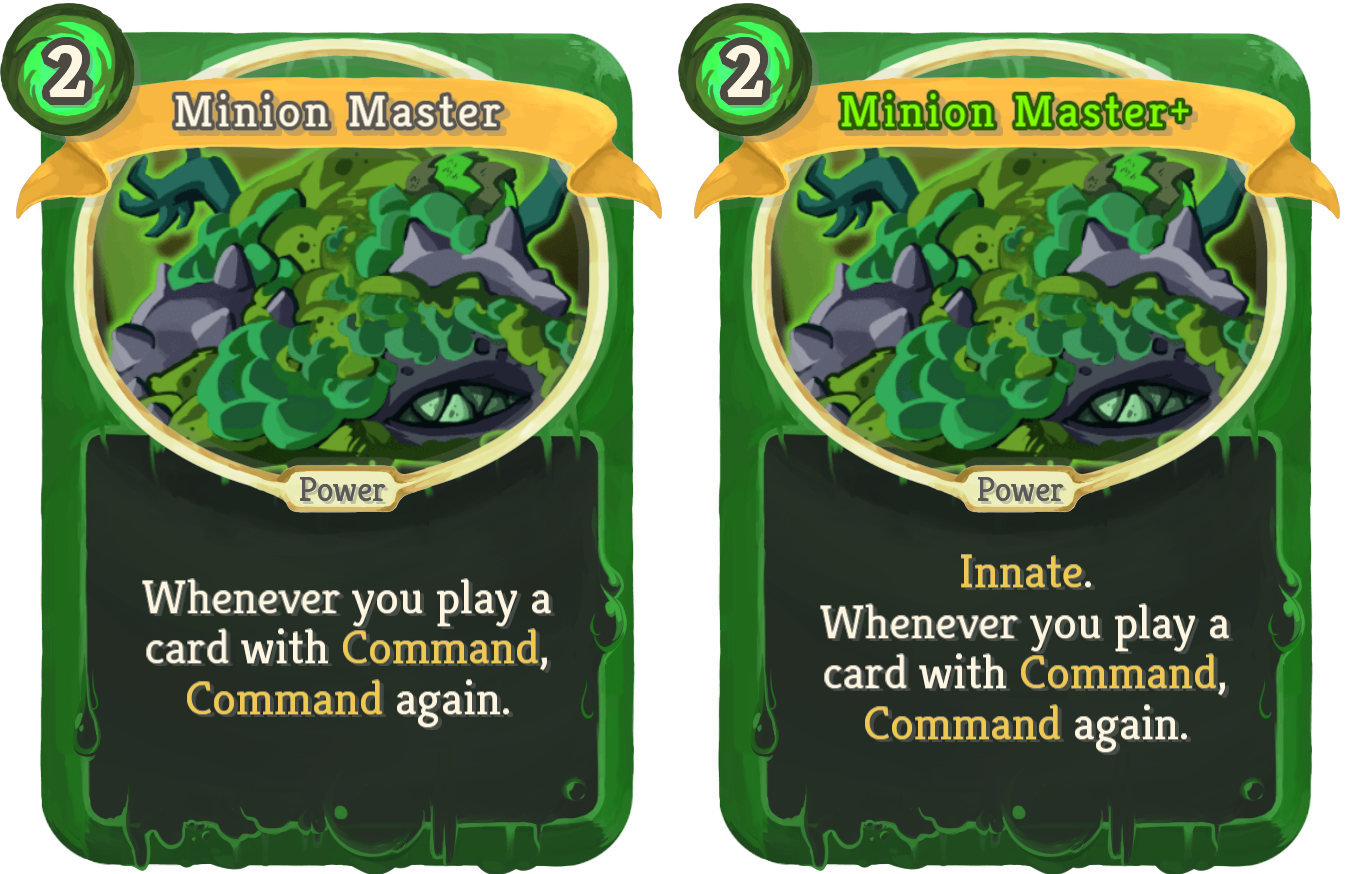 2
Minion Master
Power
Whenever you play a
card with Command,
Command again.
2
Minion Master+
Power
Innate.
Whenever you play a
card with Command,
Command again.